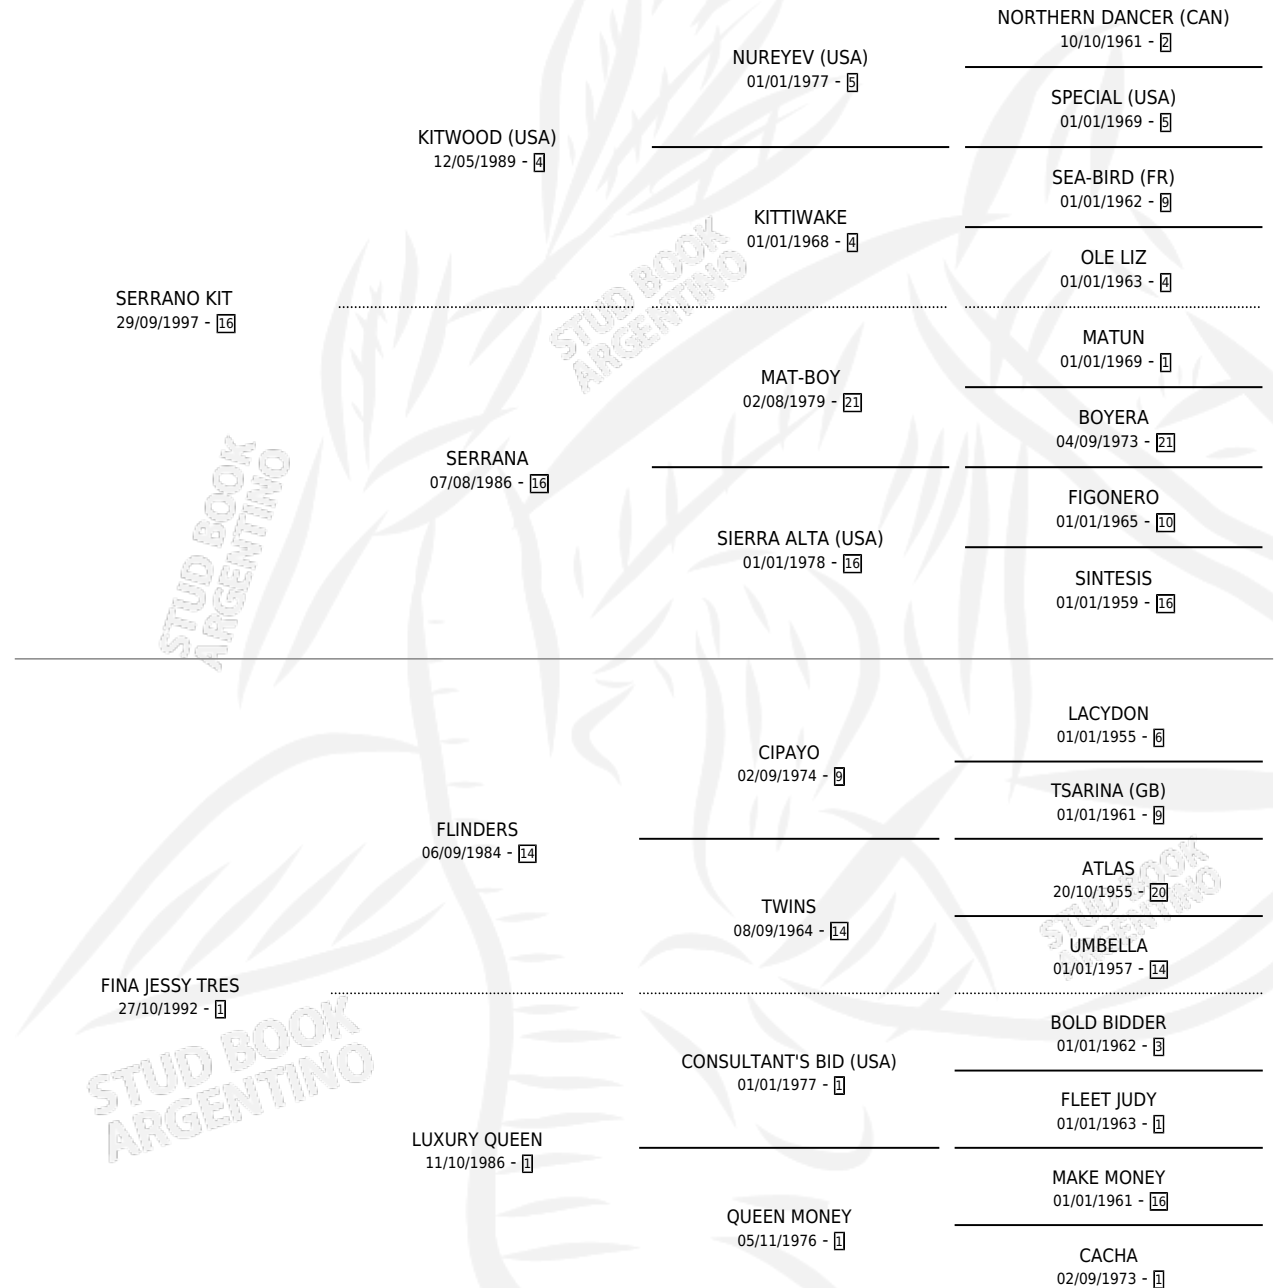 NORTHERN DANCER (CAN)
10/10/1961 - 2
NUREYEV (USA)
01/01/1977 - 5
SPECIAL (USA)
01/01/1969 - 5
KITWOOD (USA)
12/05/1989 - 4
SEA-BIRD (FR)
01/01/1962 - 9
KITTIWAKE
01/01/1968 - 4
OLE LIZ
01/01/1963 - 4
SERRANO KIT
29/09/1997 - 16
STUD BOOK
ARGENTINO
MATUN
01/01/1969 - 1
MAT-BOY
02/08/1979 - 21
BOYERA
04/09/1973 - 21
SERRANA
07/08/1986 - 16
FIGONERO
01/01/1965 - 10
SIERRA ALTA (USA)
01/01/1978 - 16
SINTESIS
01/01/1959 - 16
STUD BOOK
ARGENTINO
LACYDON
01/01/1955 - 6
CIPAYO
02/09/1974 - 9
TSARINA (GB)
01/01/1961 - 9
FLINDERS
06/09/1984 - 14
ATLAS
20/10/1955 - 20
TWINS
08/09/1964 - 14
UMBELLA
01/01/1957 - 14
STUD BOOK
ARGENTINO
FINA JESSY TRES
27/10/1992 - 1
BOLD BIDDER
01/01/1962 - 3
CONSULTANT'S BID (USA)
01/01/1977 - 1
FLEET JUDY
01/01/1963 - 1
STUD BOOK
ARGENTINO
LUXURY QUEEN
11/10/1986 - 1
MAKE MONEY
01/01/1961 - 16
QUEEN MONEY
05/11/1976 - 1
CACHA
02/09/1973 - 1